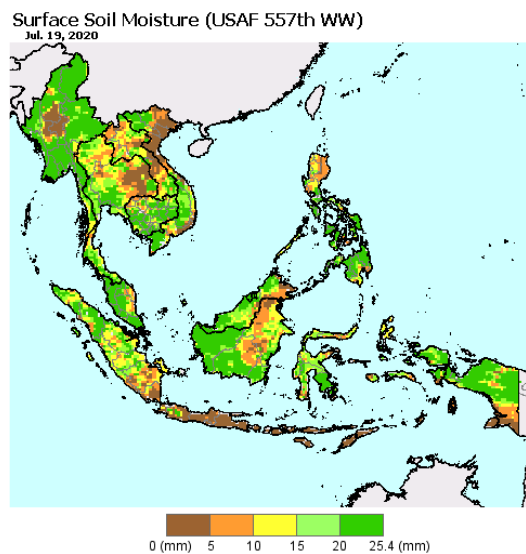 Surface Soil Moisture (USAF 557th WW)
Jul. 19, 2020
0 (mm) 5 10 15 20 25.4 (mm)